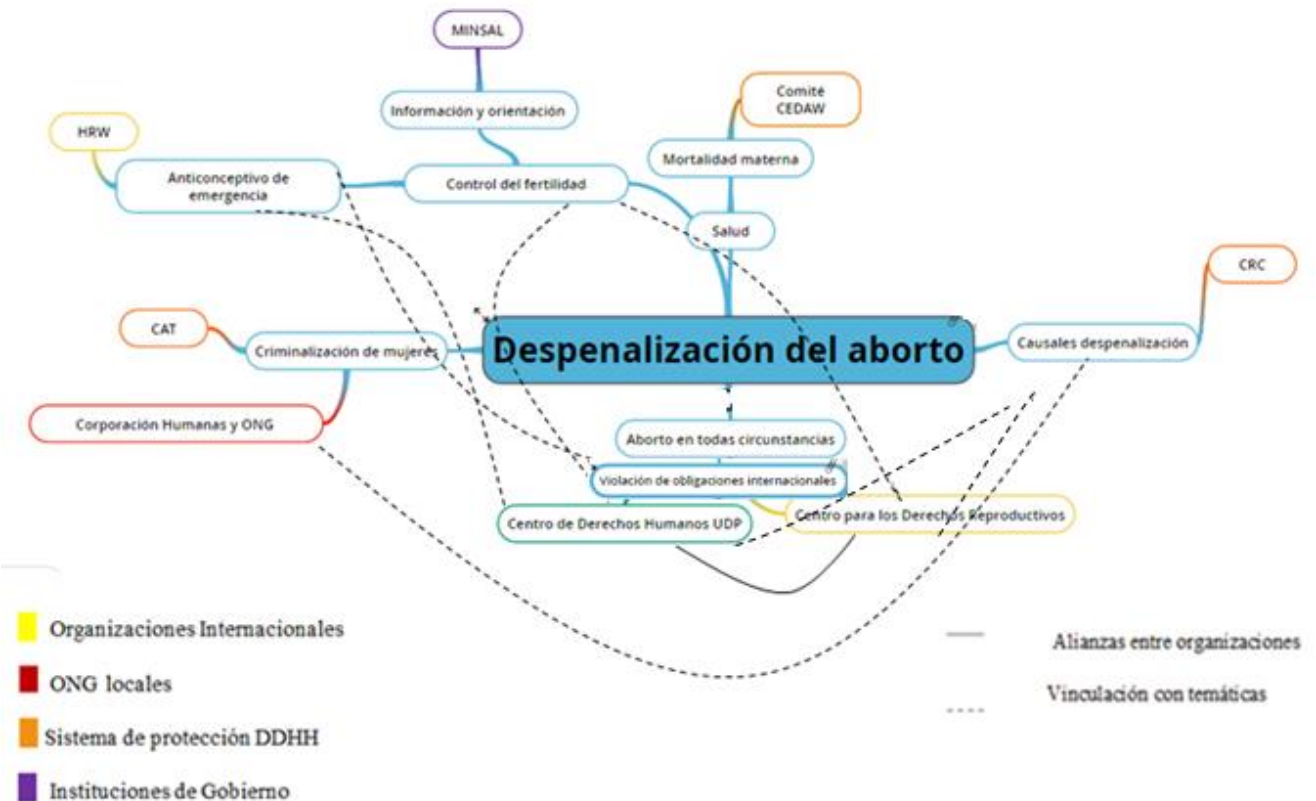 MINSAL
Comité
CEDAW
Información y orientación
HRW
Mortalidad materna
Anticonceptivo de
emergencia
Control del fertilidad
Salud
CRC
CAT
Criminalización de mujeres
Despenalización del aborto
Causales despenalización
Corporación Humanas y ONG
Aborto en todas circunstancias
Violación de obligaciones internacionales
Centro de Derechos Humanos UDP
Centro para los Derechos Reproductivos
Organizaciones Internacionales
ONG locales
Sistema de protección DDHH
Instituciones de Gobierno
Alianzas entre organizaciones
Vinculación con temáticas